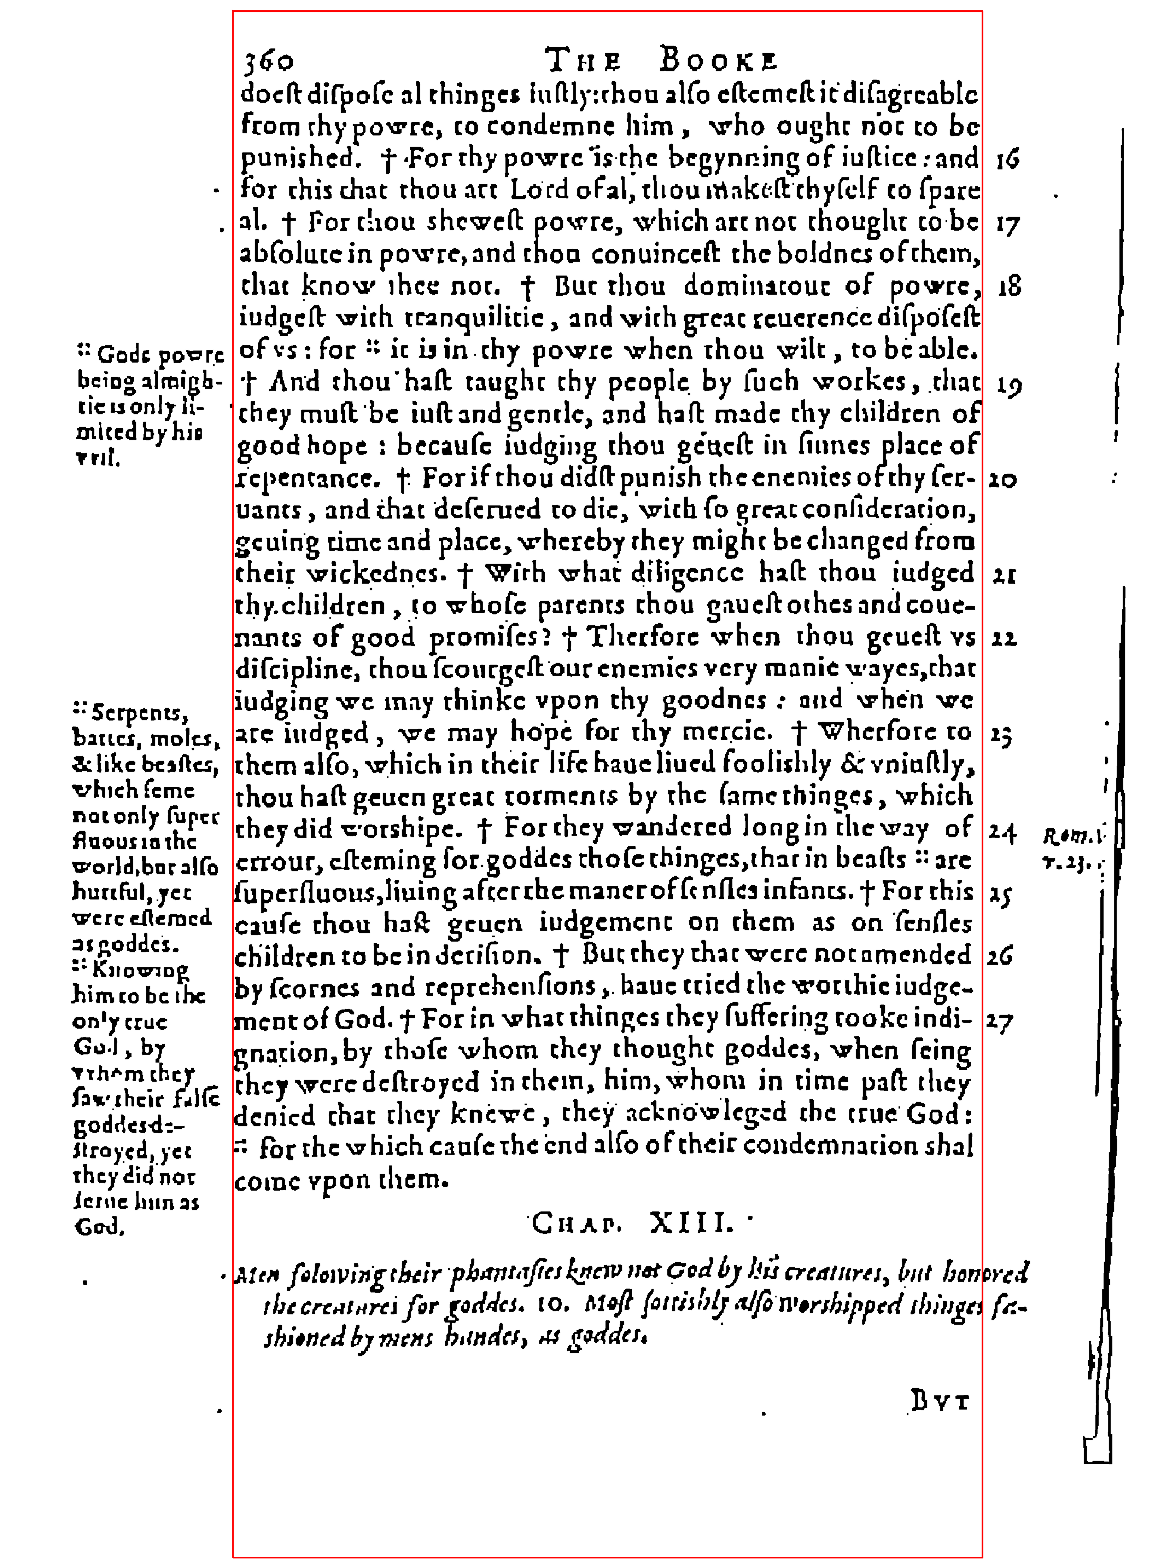 360 THE BOOKE
doest dispose al thinges iustly: thou also estemest it disagreable
from thy powre, to condemne him, who ought not to be
punished. † For thy powre is the begynning of iustice: and 16
for this that thou art Lord of al, thou makest thyself to spare
al. † For thou shewest powre, which art not thought to be 17
absolute in powre, and thou conuincest the boldnes of them,
that know thee not. † But thou dominatour of powre, 18
iudgest with tranquilitie, and with great reuerence disposest
of vs: for :: it is in thy powre when thou wilt, to be able.
† And thou hast taught thy people by such workes, that 19
they must be iust and gentle, and hast made thy children of
good hope: because iudging thou geuest in sinnes place of
repentance. † For if thou didst punish the enemies of thy ser- 20
uants, and that deserued to die, with so great consideration,
geuing time and place, whereby they might be changed from
their wickednes. † With what diligence hast thou iudged 21
thy children, to whose parents thou gauest othes and coue-
nants of good promises? † Therfore when thou geuest vs 22
discipline, thou scourgest our enemies very manie wayes, that
iudging we may thinke vpon thy goodnes: and when we
are iudged, we may hope for thy mercie. † Wherfore to 23
them also, which in their life haue liued foolishly & vniustly,
thou hast geuen great torments by the same thinges, which
they did worshipe. † For they wandered long in the way of 24
errour, esteming for goddes those thinges, that in beasts :: are
superfluous, liuing after the maner of sensles infants. † For this 25
cause thou hast geuen iudgement on them as on sensles
children to be in derision. † But they that were not amended 26
by scornes and reprehensions, haue tried the worthie iudge-
ment of God. † For in what thinges they suffering tooke indi- 27
gnation, by those whom they thought goddes, when seing
they were destroyed in them, him, whom in time past they
denied that they knewe, they acknowleged the true God:
:: for the which cause the end also of their condemnation shal
come vpon them.
:: Gods powre
being almigh-
tie is only li-
mited by his
wil.
:: Serpents,
battes, moles,
& like beastes,
which seme
not only super
fluous in the
world, but also
hurtful, yet
were estemed
as goddes.
:: Knowing
him to be the
only true
God, by
whom they
saw their false
goddes de-
stroyed, yet
they did not
serue him as
God.
Rom. 1
v. 23.
CHAP. XIII.
Men folowing their phantasies knew not God by his creatures, but honored
the creatures for goddes. 10. Most sottishly also worshipped thinges fa-
shioned by mens handes, as goddes.
BVT